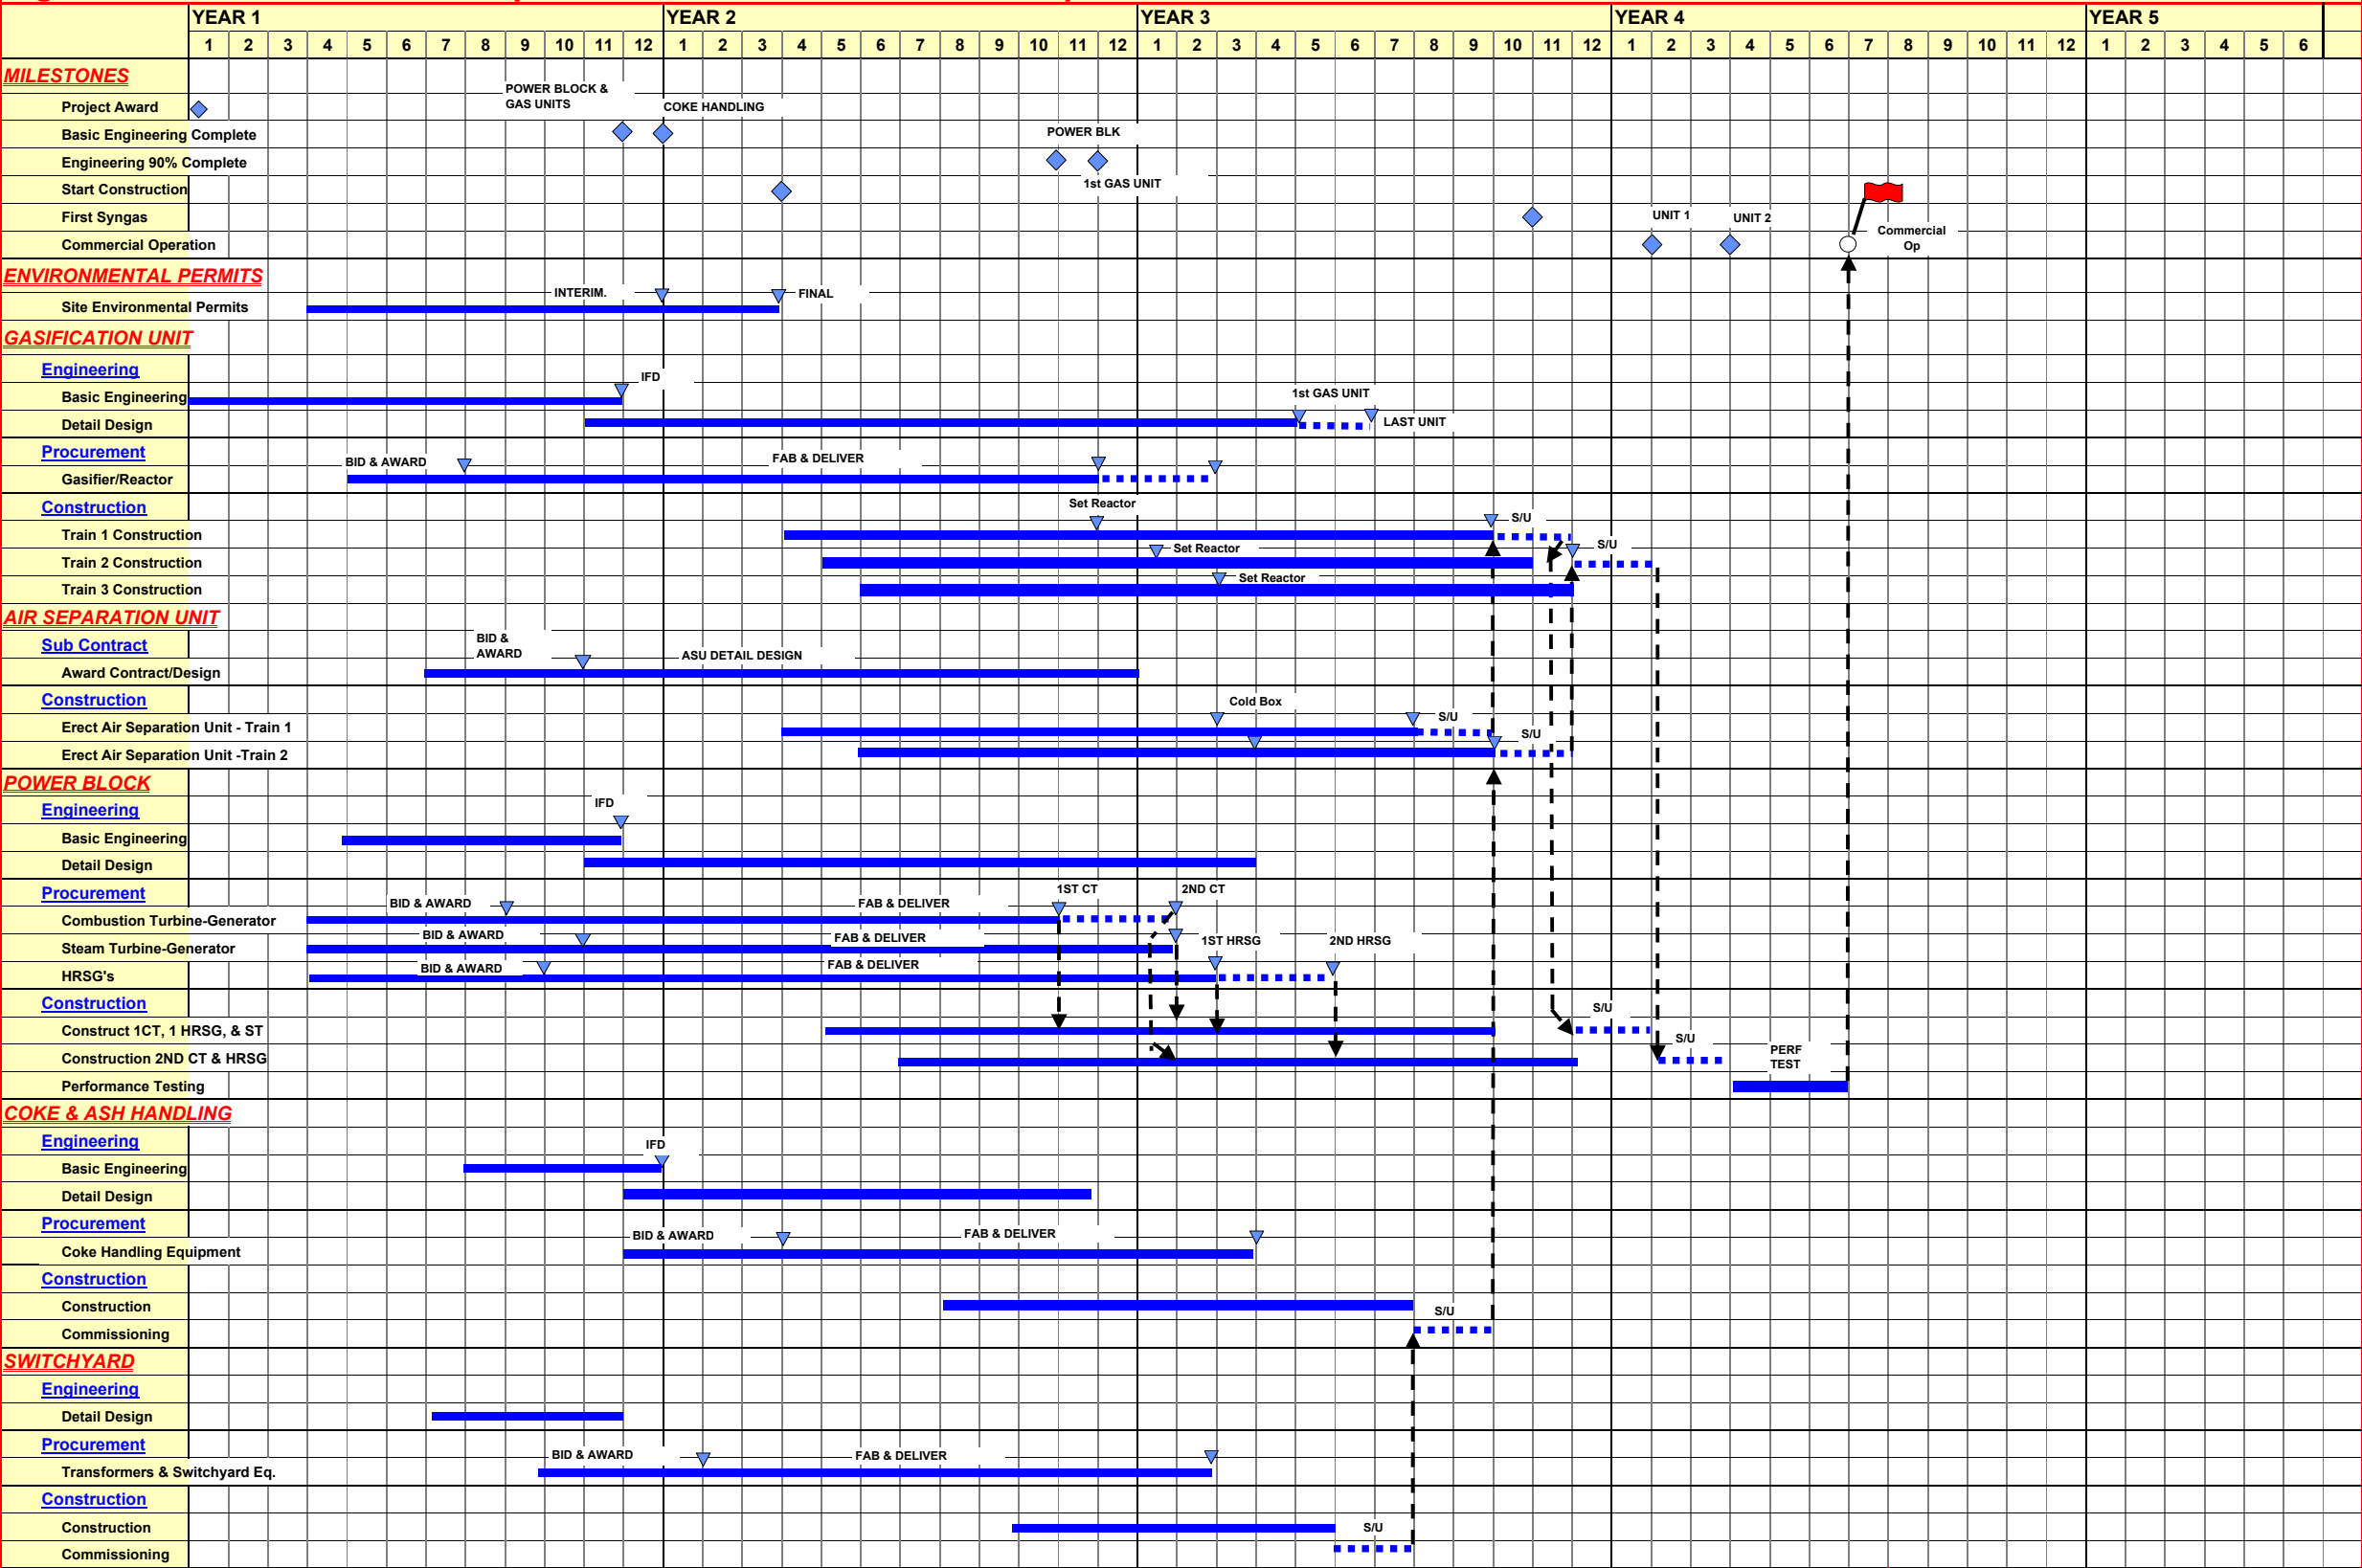 YEAR 1 YEAR 2 YEAR 3 YEAR 4 YEAR 5
1 2 3 4 5 6 7 8 9 10 11 12 1 2 3 4 5 6 7 8 9 10 11 12 1 2 3 4 5 6 7 8 9 10 11 12 1 2 3 4 5 6 7 8 9 10 11 12 1 2 3 4 5 6
MILESTONES
POWER BLOCK &
GAS UNITS
Project Award
COKE HANDLING
Basic Engineering Complete
POWER BLK
Engineering 90% Complete
1st GAS UNIT
Start Construction
First Syngas
UNIT 1 UNIT 2
Commercial Operation
Commercial
Op
ENVIRONMENTAL PERMITS
INTERIM. FINAL
Site Environmental Permits
GASIFICATION UNIT
Engineering
IFD
Basic Engineering
1st GAS UNIT
Detail Design
LAST UNIT
Procurement
BID & AWARD FAB & DELIVER
Gasifier/Reactor
Construction
Set Reactor
S/U
Train 1 Construction
Set Reactor S/U
Train 2 Construction
Set Reactor
Train 3 Construction
AIR SEPARATION UNIT
Sub Contract
BID &
AWARD
ASU DETAIL DESIGN
Award Contract/Design
Construction
Cold Box
S/U
Erect Air Separation Unit - Train 1
S/U
Erect Air Separation Unit -Train 2
POWER BLOCK
Engineering
IFD
Basic Engineering
Detail Design
Procurement
1ST CT 2ND CT
BID & AWARD FAB & DELIVER
Combustion Turbine-Generator
BID & AWARD FAB & DELIVER 1ST HRSG 2ND HRSG
Steam Turbine-Generator
BID & AWARD FAB & DELIVER
HRSG's
Construction
S/U
Construct 1CT, 1 HRSG, & ST
S/U
Construction 2ND CT & HRSG
PERF
TEST
Performance Testing
COKE & ASH HANDLING
Engineering
IFD
Basic Engineering
Detail Design
Procurement
BID & AWARD FAB & DELIVER
Coke Handling Equipment
Construction
Construction
S/U
Commissioning
SWITCHYARD
Engineering
Detail Design
Procurement
BID & AWARD FAB & DELIVER
Transformers & Switchyard Eq.
Construction
Construction
S/U
Commissioning